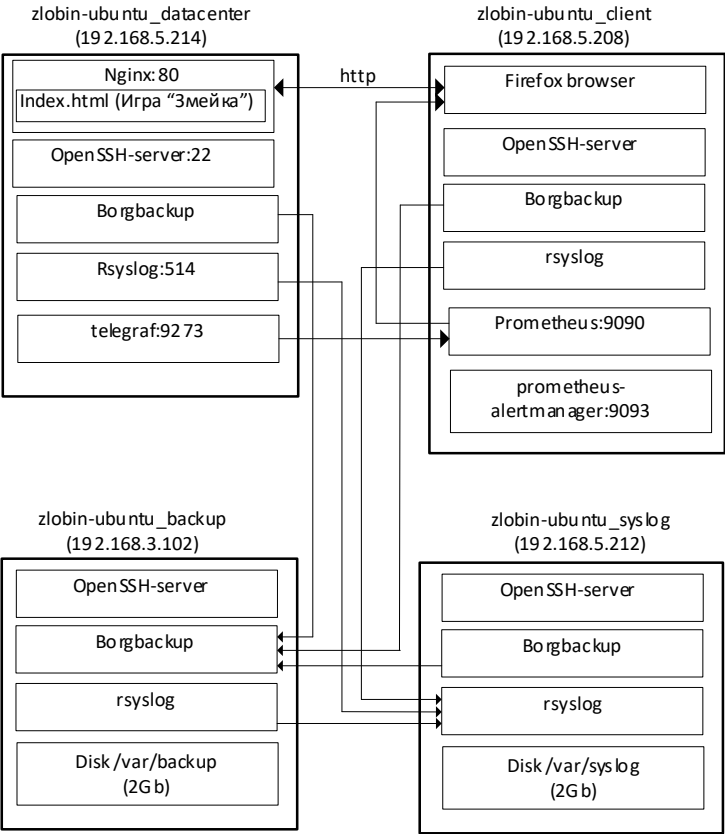 zlobin-ubuntu_datacenter
(192.168.5.214)
Nginx:80
Index.html (Игра “Змейка”)
OpenSSH-server:22
Borgbackup
Rsyslog:514
telegraf:9273
http
zlobin-ubuntu_client
(192.168.5.208)
Firefox browser
OpenSSH-server
Borgbackup
rsyslog
Prometheus:9090
prometheus-
alertmanager:9093
zlobin-ubuntu_backup
(192.168.3.102)
OpenSSH-server
Borgbackup
rsyslog
Disk /var/backup
(2Gb)
zlobin-ubuntu_syslog
(192.168.5.212)
OpenSSH-server
Borgbackup
rsyslog
Disk /var/syslog
(2Gb)